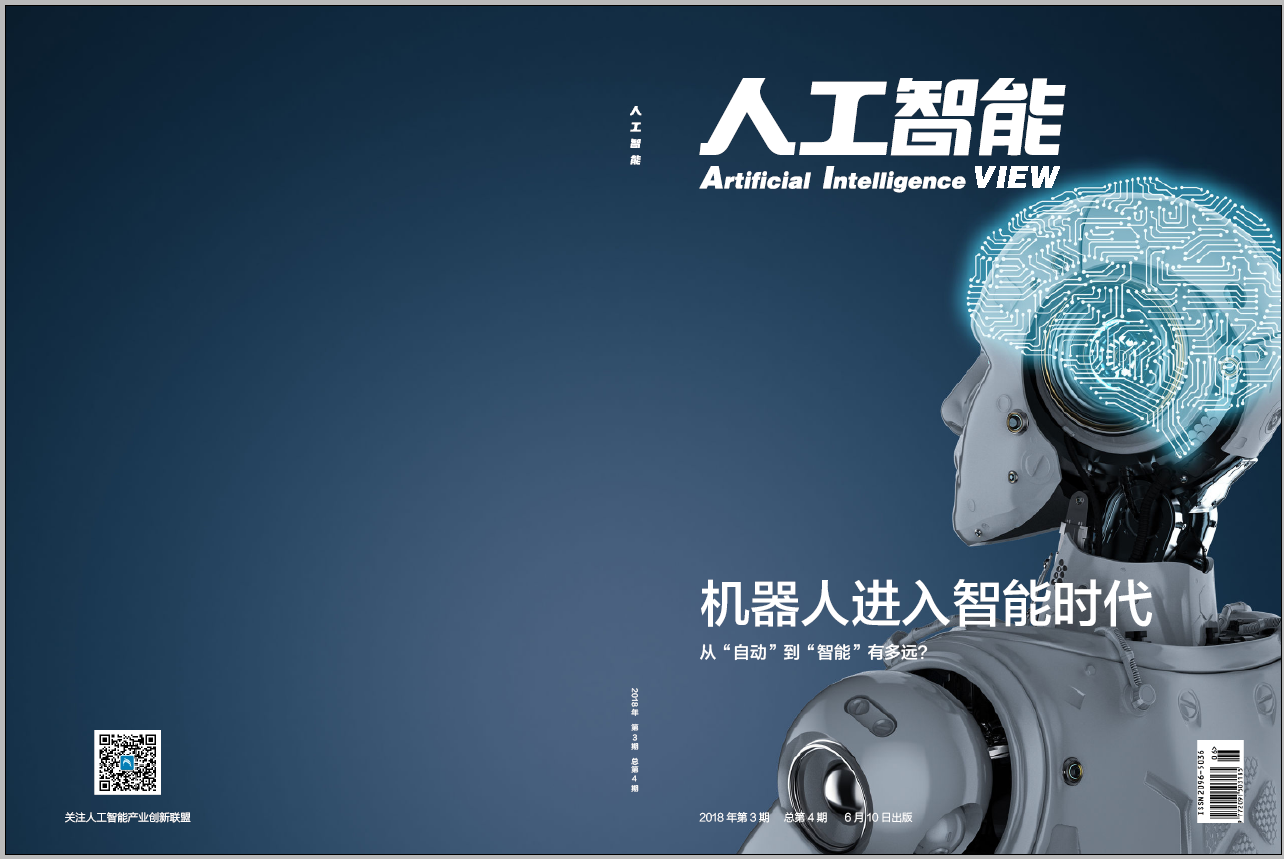 人工智能
Artificial Intelligence VIEW
人工智能
机器人进入智能时代
从“自动”到“智能”有多远?
2018年 第3期 总第4期
2018年第3期 总第4期 6月10日出版
ISSN2096-5036
06>
关注人工智能产业创新联盟